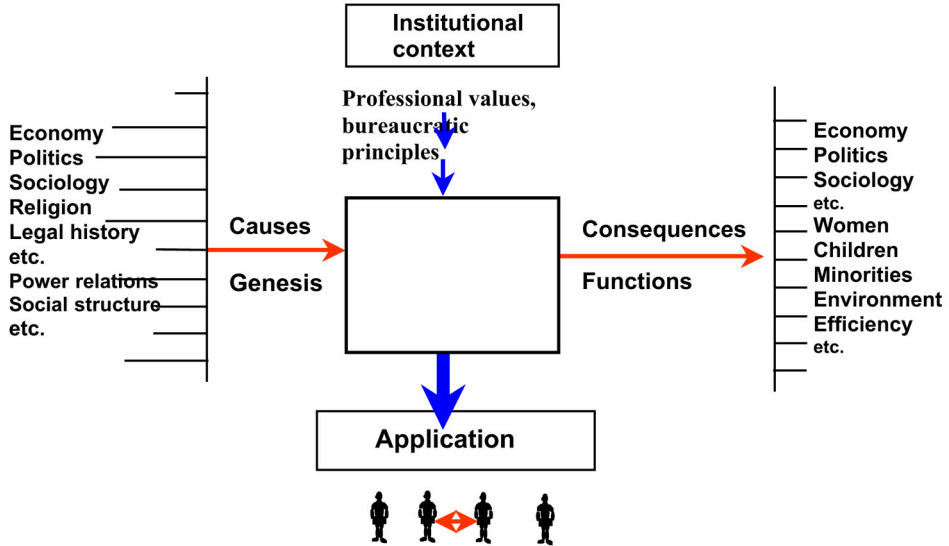 Institutional
context
Professional values,
bureaucratic
principles
Economy
Politics
Sociology
Religion
Legal history
etc.
Power relations
Social structure
etc.
Causes
Genesis
Consequences
Functions
Economy
Politics
Sociology
etc.
Women
Children
Minorities
Environment
Efficiency
etc.
Application